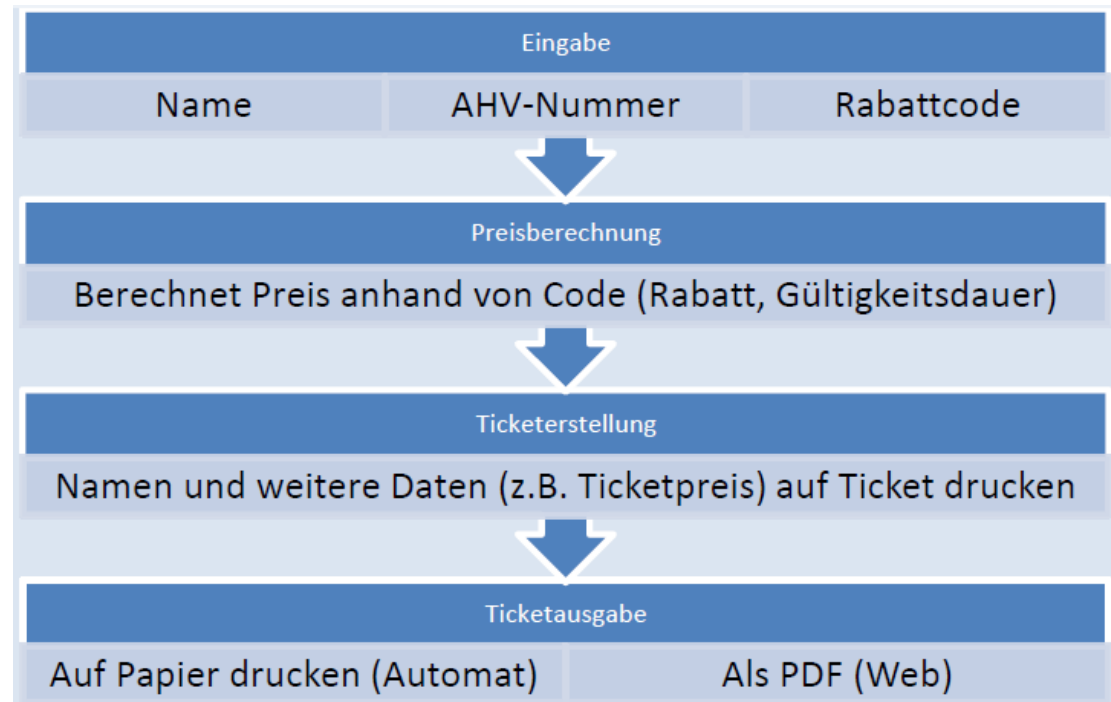 Eingabe
Name AHV-Nummer Rabattcode
Preisberechnung
Berechnet Preis anhand von Code (Rabatt, Gültigkeitsdauer)
Ticketerstellung
Namen und weitere Daten (z.B. Ticketpreis) auf Ticket drucken
Ticketausgabe
Auf Papier drucken (Automat) Als PDF (Web)